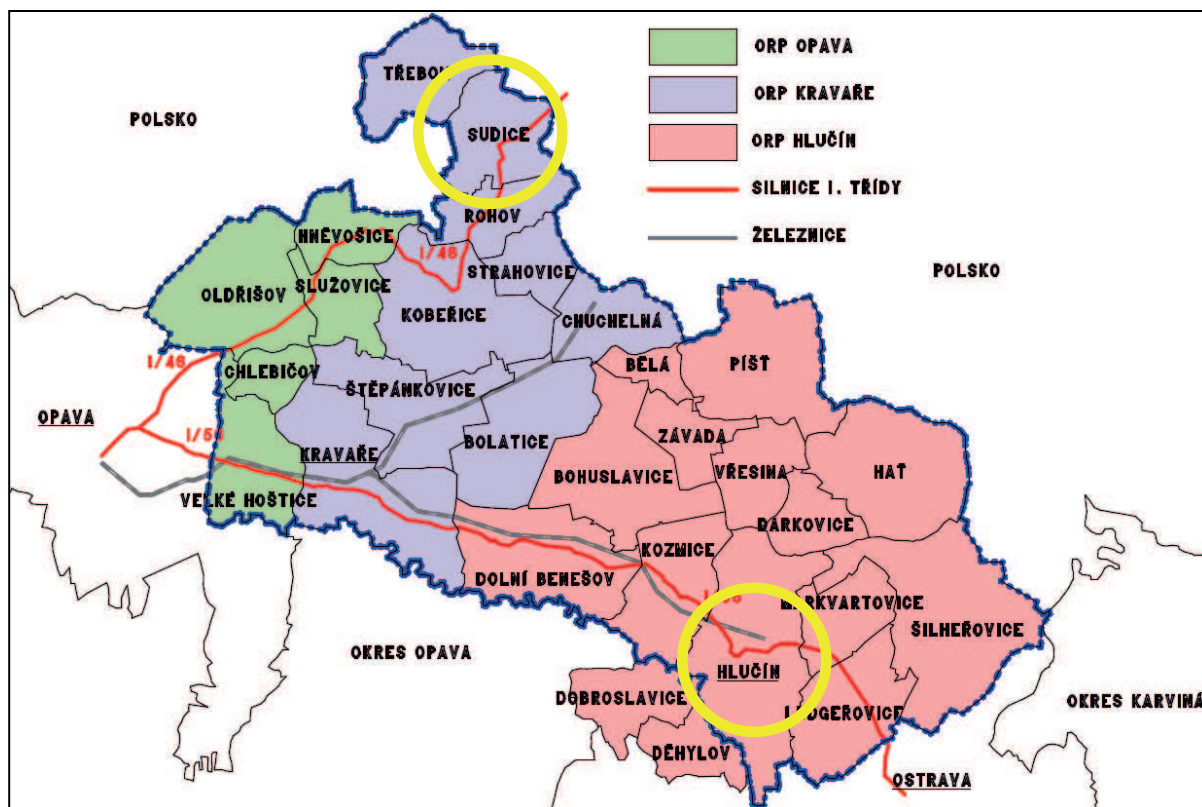 ORP OPAVA
ORP KRAVAŘE
ORP HLUČÍN
SILNICE I. TŘÍDY
ŽELEZNICE
POLSKO
SUDICE
ROHOV
HNĚVOŠICE
I/46
STRAHOVICE
POLSKO
OLDŘIŠOV
SLUŽOVICE
KOBEŘICE
CHUCHELNÁ
I/46
CHLEBIČOV
ŠTĚPÁNKOVICE
BĚLÁ
PÍŠŤ
OPAVA
KRAVAŘE
BOLATICE
ZÁVADA
BOHUSLAVICE
VŘESINA
HAŤ
VELKÉ HOŠTICE
DARKOVICE
KOZMICE
DOLNÍ BENEŠOV
ŠILHEŘOVICE
OKRES OPAVA
HLUČÍN
DOBROSLAVICE
OKRES KARVINÁ
DĚHYLOV
OSTRAVA